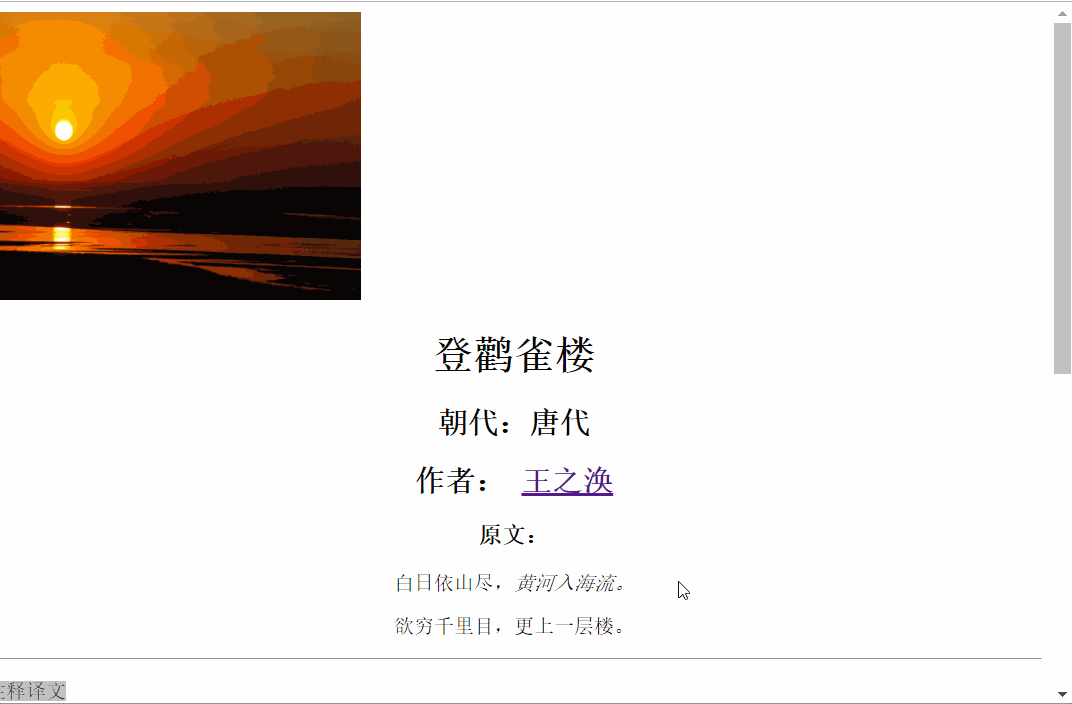 登鹳雀楼
朝代：唐代
作者： 王之涣
原文：
白日依山尽，黄河入海流。
欲穷千里目，更上一层楼。
注释译文